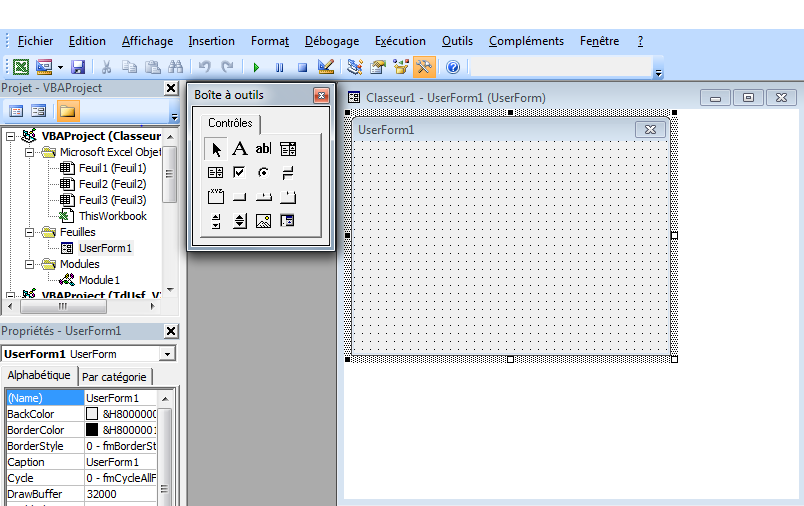 Fichier Edition Affichage Insertion Format Débogage Exécution Outils Compléments Fenêtre ?
Projet - VBAProject
VBAProject (Classeur
Microsoft Excel Objet
Feuil1 (Feuil1)
Feuil2 (Feuil2)
Feuil3 (Feuil3)
ThisWorkbook
Feuilles
UserForm1
Modules
Module1
VBAProject (TdUsf_V
Propriétés - UserForm1
UserForm1 UserForm
Alphabétique Par catégorie
(Name) UserForm1
BackColor &H8000000
BorderColor &H8000001
BorderStyle 0 - fmBorderSt
Caption UserForm1
Cycle 0 - fmCycleAllF
DrawBuffer 32000
Boîte à outils
Contrôles
A ab
xyz
Classeur1 - UserForm1 (UserForm)
UserForm1